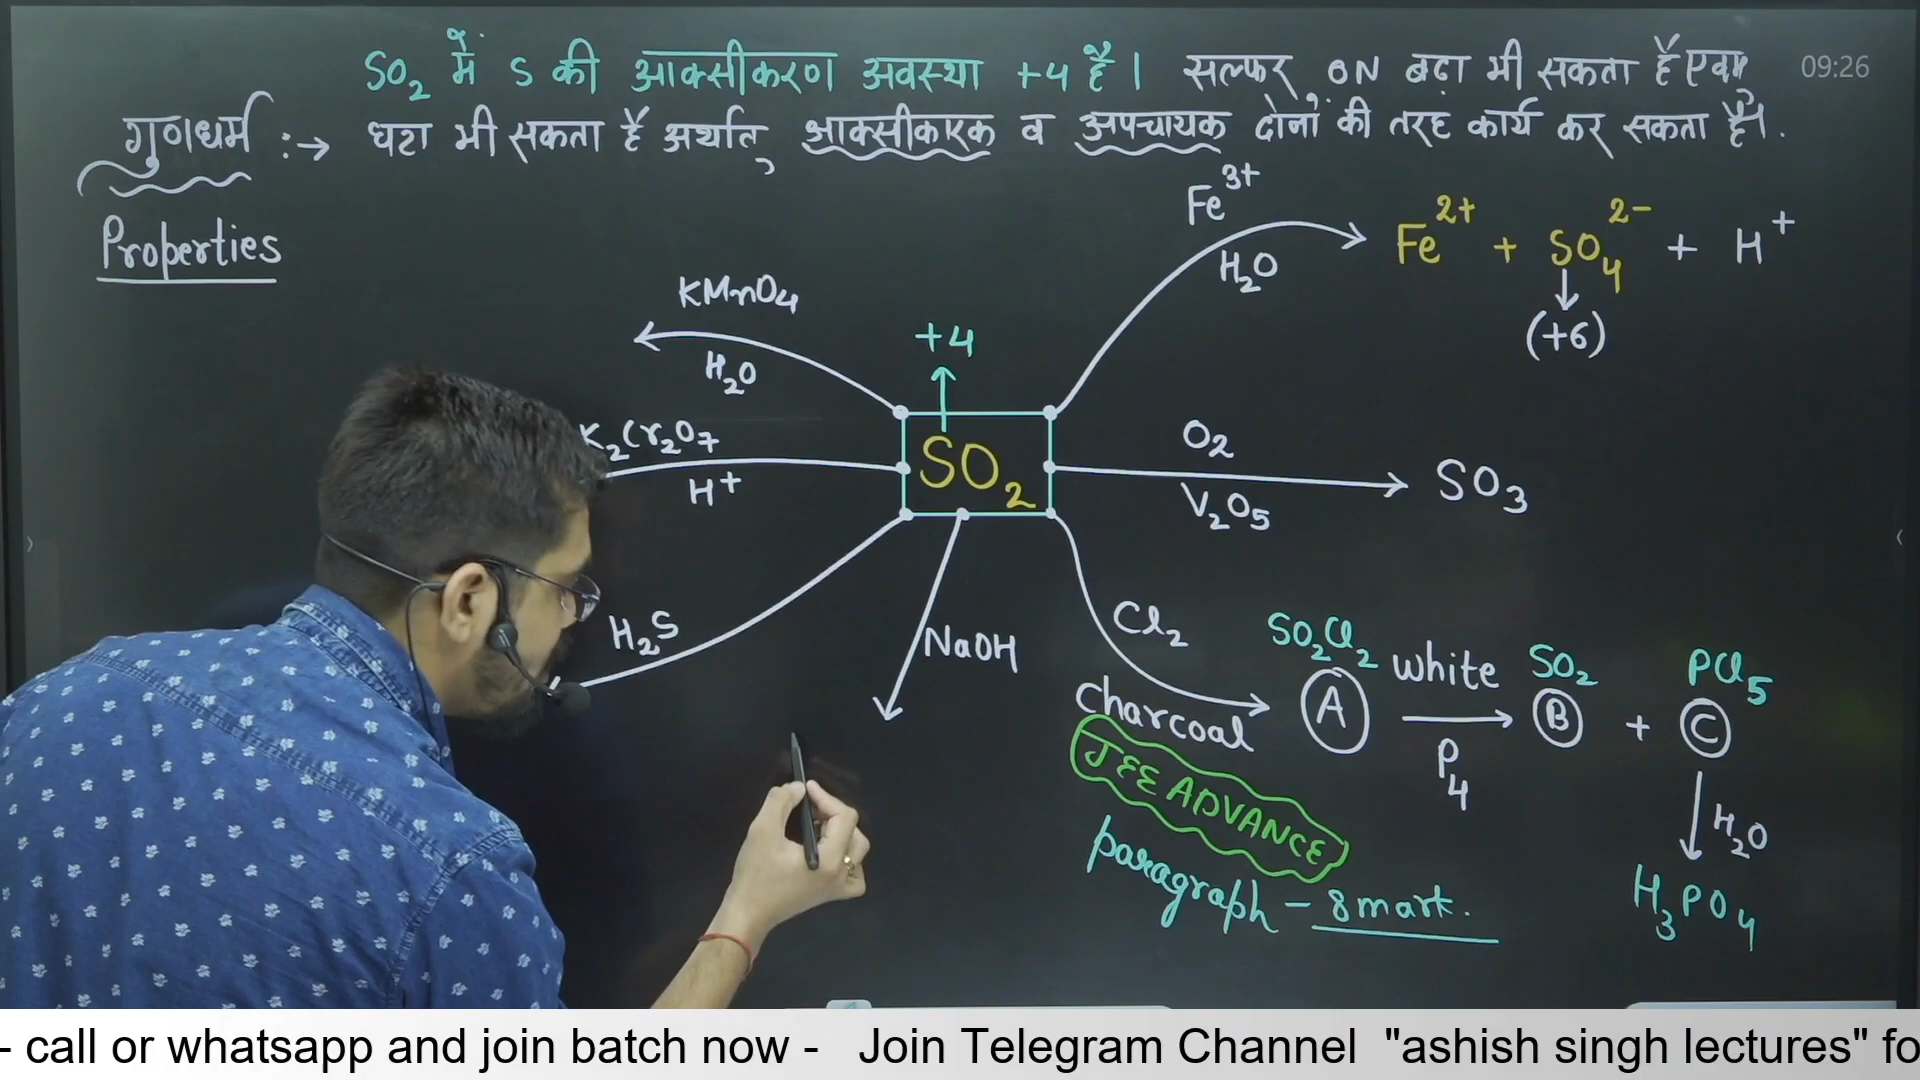 SO₂ में S की आक्सीकरण अवस्था +4 है। सल्फर ON बढ़ा भी सकता है एवं
09:26
गुणधर्म :→ घटा भी सकता है अर्थात्, आक्सीकारक व अपचायक दोनों की तरह कार्य कर सकता है।
Properties
Fe³⁺
H₂O
Fe²⁺ + SO₄²⁻ + H⁺
(+6)
KMnO₄
H₂O
+4
K₂Cr₂O₇
H⁺
SO₂
O₂
V₂O₅
SO₃
H₂S
NaOH
Cl₂
charcoal
SO₂Cl₂ white SO₂ PCl₅
A → B + C
P₄
H₂O
H₃PO₄
JEE ADVANCE
paragraph – 8 mark.
- call or whatsapp and join batch now - Join Telegram Channel "ashish singh lectures" fo